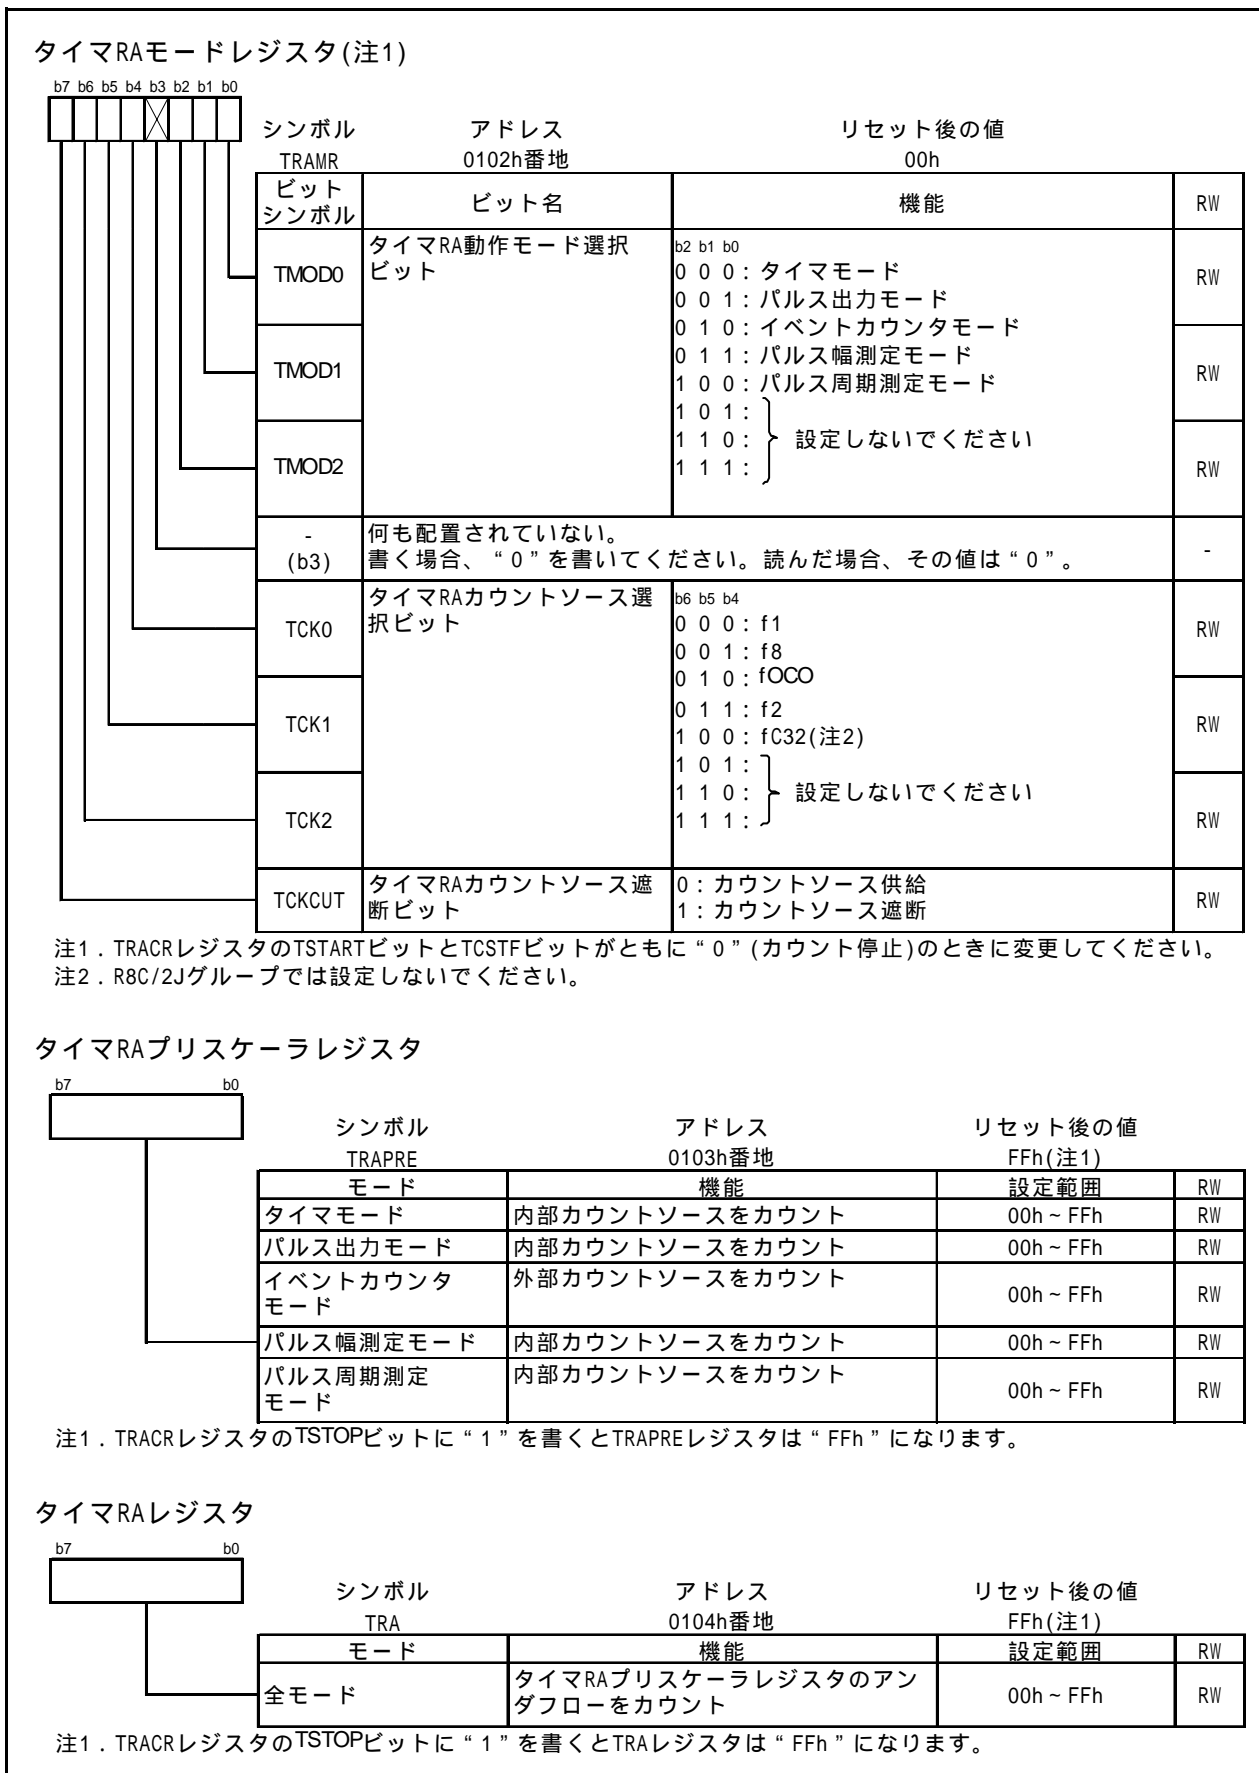 タイマRAモードレジスタ(注1)
b7 b6 b5 b4 b3 b2 b1 b0
シンボル アドレス リセット後の値
TRAMR 0102h番地 00h
ビット
シンボル ビット名 機能 RW
TMOD0 タイマRA動作モード選択
ビット
b2 b1 b0
0 0 0:タイマモード
0 0 1:パルス出力モード
0 1 0:イベントカウンタモード
0 1 1:パルス幅測定モード
1 0 0:パルス周期測定モード
1 0 1:
1 1 0: 設定しないでください
1 1 1:
RW
TMOD1 RW
TMOD2 RW
-
(b3)
何も配置されていない。
書く場合、“0”を書いてください。読んだ場合、その値は“0”。
-
TCK0 タイマRAカウントソース選
択ビット
b6 b5 b4
0 0 0:f1
0 0 1:f8
0 1 0:fOCO
0 1 1:f2
1 0 0:fC32(注2)
1 0 1:
1 1 0: 設定しないでください
1 1 1:
RW
TCK1 RW
TCK2 RW
TCKCUT タイマRAカウントソース遮
断ビット
0:カウントソース供給
1:カウントソース遮断
RW
注1.TRACRレジスタのTSTARTビットとTCSTFビットがともに“0”(カウント停止)のときに変更してください。
注2.R8C/2Jグループでは設定しないでください。
タイマRAプリスケーラレジスタ
b7 b0
シンボル アドレス リセット後の値
TRAPRE 0103h番地 FFh(注1)
モード 機能 設定範囲 RW
タイマモード 内部カウントソースをカウント 00h~FFh RW
パルス出力モード 内部カウントソースをカウント 00h~FFh RW
イベントカウンタ
モード
外部カウントソースをカウント 00h~FFh RW
パルス幅測定モード 内部カウントソースをカウント 00h~FFh RW
パルス周期測定
モード
内部カウントソースをカウント 00h~FFh RW
注1.TRACRレジスタのTSTOPビットに“1”を書くとTRAPREレジスタは“FFh”になります。
タイマRAレジスタ
b7 b0
シンボル アドレス リセット後の値
TRA 0104h番地 FFh(注1)
モード 機能 設定範囲 RW
全モード タイマRAプリスケーラレジスタのアン
ダフローをカウント
00h~FFh RW
注1.TRACRレジスタのTSTOPビットに“1”を書くとTRAレジスタは“FFh”になります。